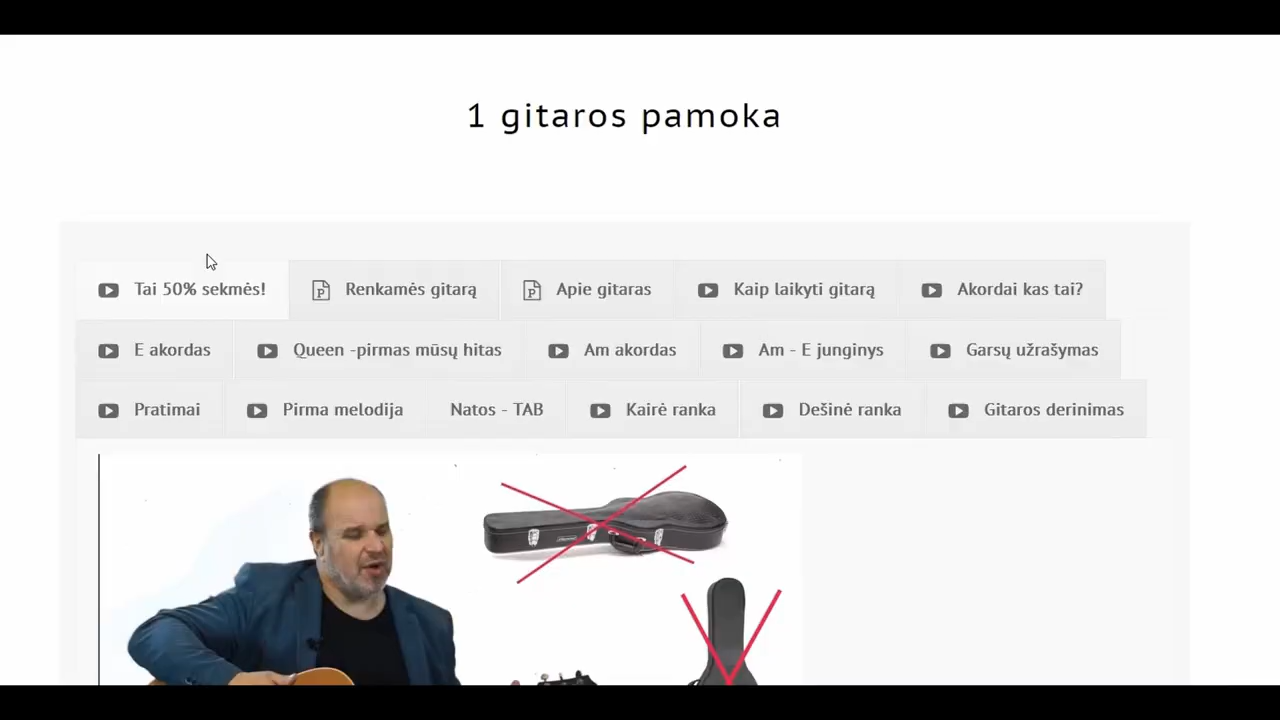 1 gitaros pamoka
Tai 50% sekmės! Renkamės gitarą Apie gitaras Kaip laikyti gitarą Akordai kas tai?
E akordas Queen -pirmas mūsų hitas Am akordas Am - E junginys Garsų užrašymas
Pratimai Pirma melodija Natos - TAB Kairė ranka Dešinė ranka Gitaros derinimas